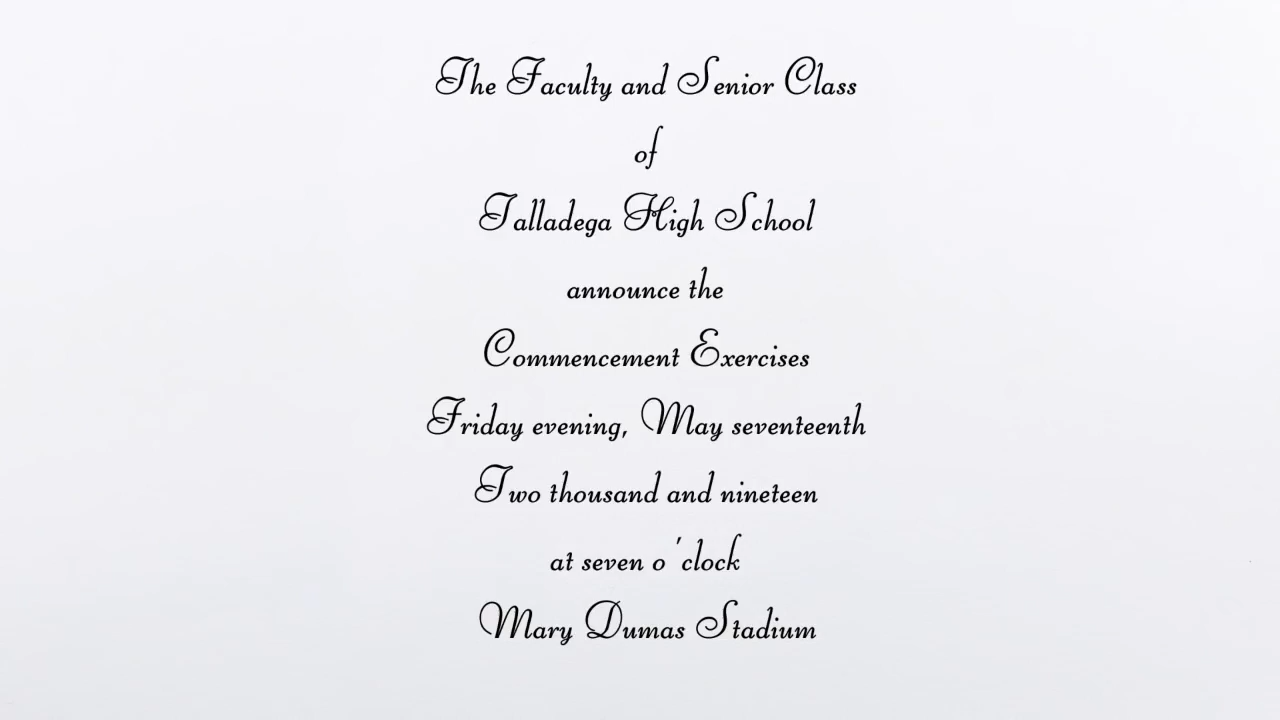 The Faculty and Senior Class
of
Talladega High School
announce the
Commencement Exercises
Friday evening, May seventeenth
Two thousand and nineteen
at seven o'clock
Mary Dumas Stadium